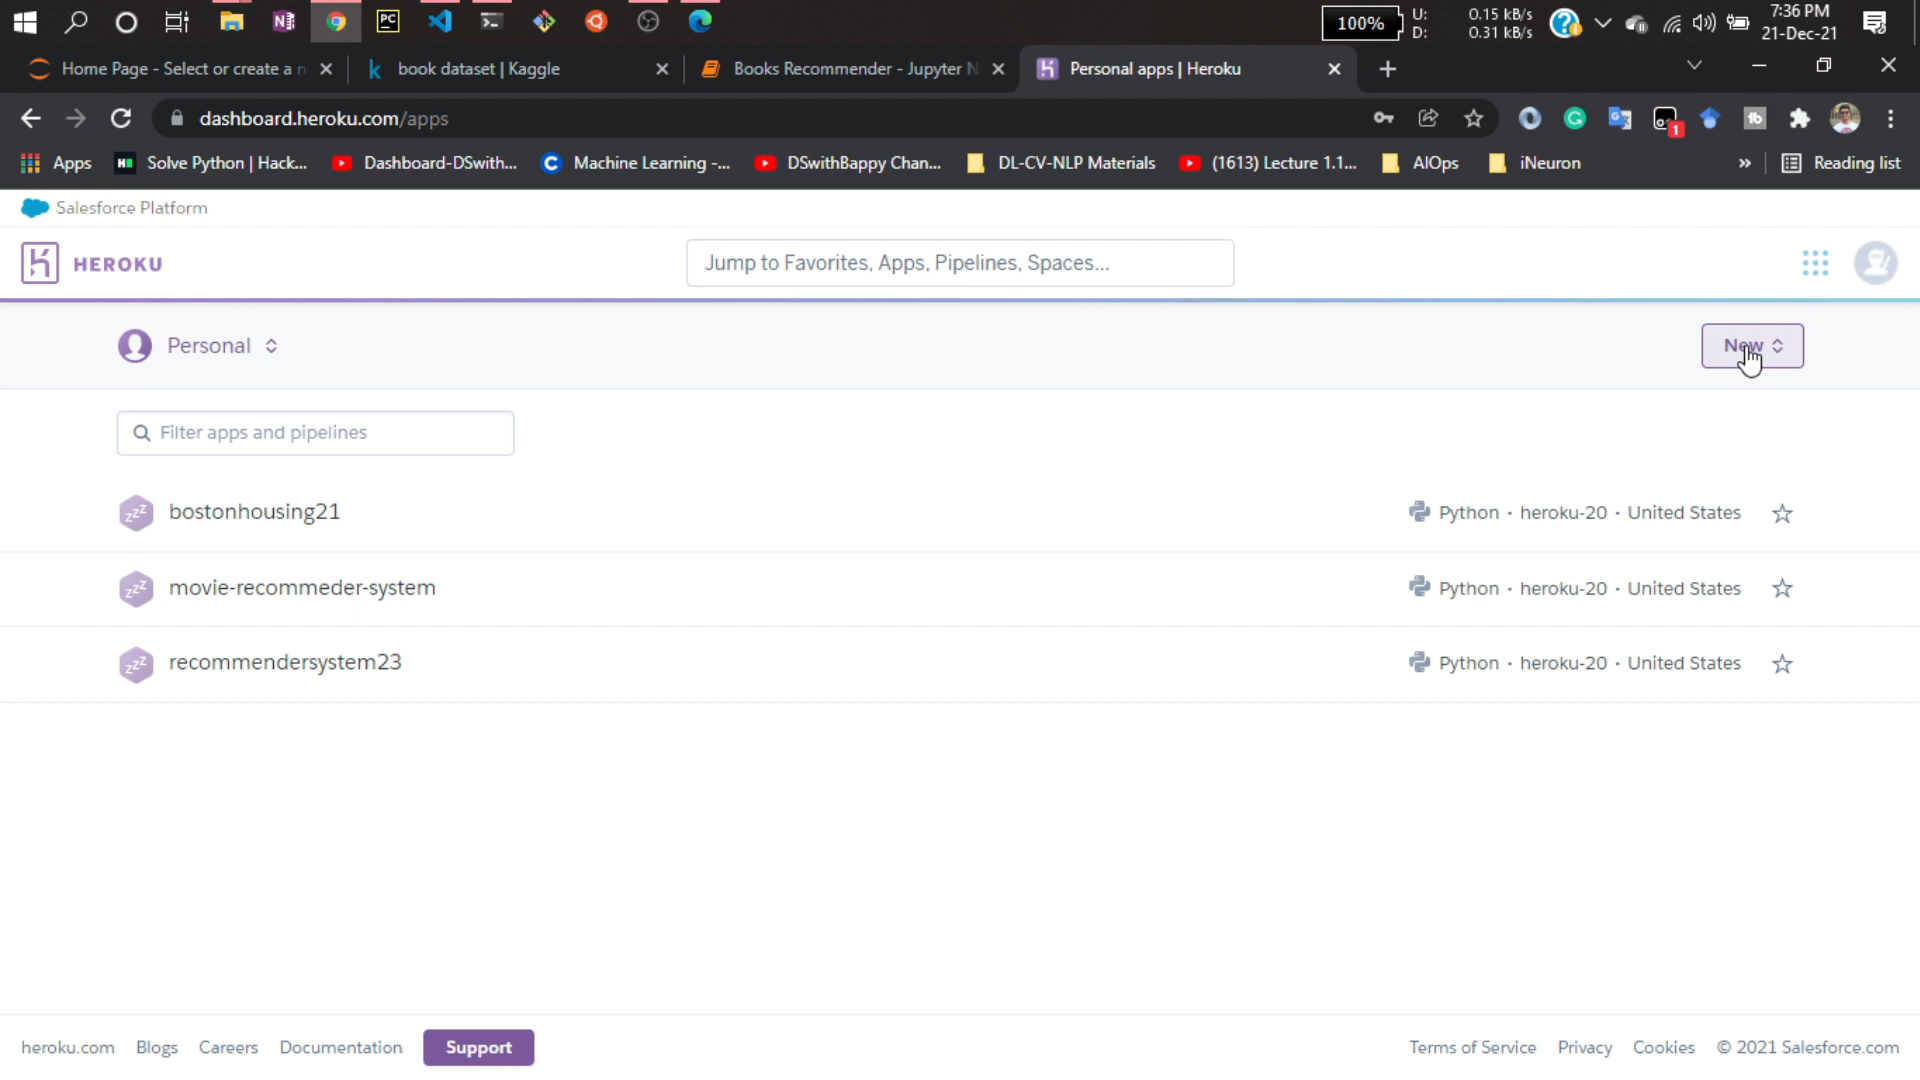 100%
U: 0.15 kB/s
D: 0.31 kB/s
7:36 PM
21-Dec-21
Home Page - Select or create a n
book dataset | Kaggle
Books Recommender - Jupyter N
Personal apps | Heroku
dashboard.heroku.com/apps
1
Apps
Solve Python | Hack...
Dashboard-DSwith...
Machine Learning -...
DSwithBappy Chan...
DL-CV-NLP Materials
(1613) Lecture 1.1...
AIOps
iNeuron
»
Reading list
Salesforce Platform
HEROKU
Jump to Favorites, Apps, Pipelines, Spaces...
Personal
New
Filter apps and pipelines
bostonhousing21
Python · heroku-20 · United States
movie-recommeder-system
Python · heroku-20 · United States
recommendersystem23
Python · heroku-20 · United States
heroku.com Blogs Careers Documentation Support
Terms of Service Privacy Cookies © 2021 Salesforce.com